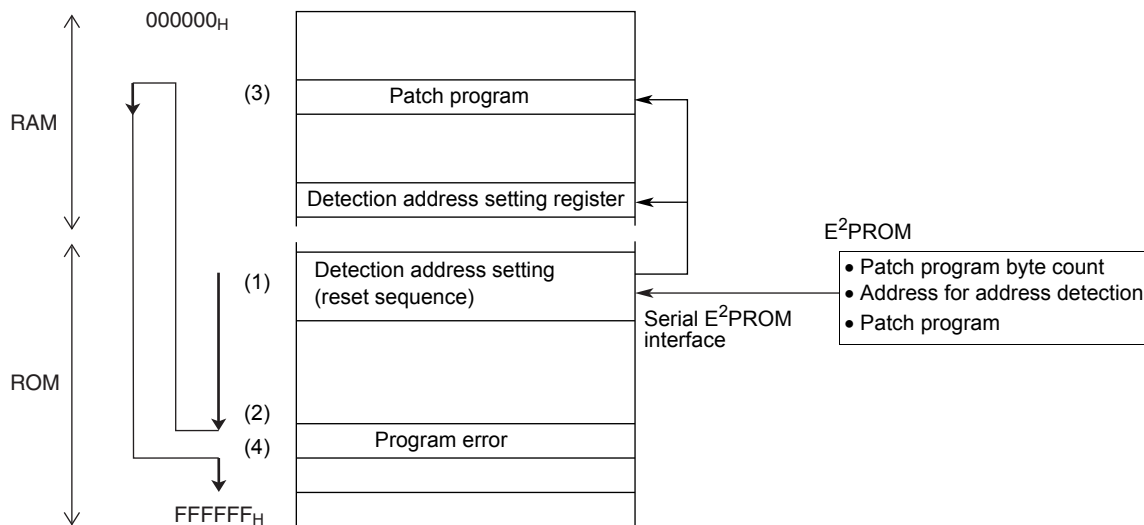 000000H
(3)
Patch program
RAM
Detection address setting register
E2PROM
(1)
Detection address setting
(reset sequence)
• Patch program byte count
• Address for address detection
• Patch program
Serial E2PROM
interface
ROM
(2)
(4)
Program error
FFFFFFH